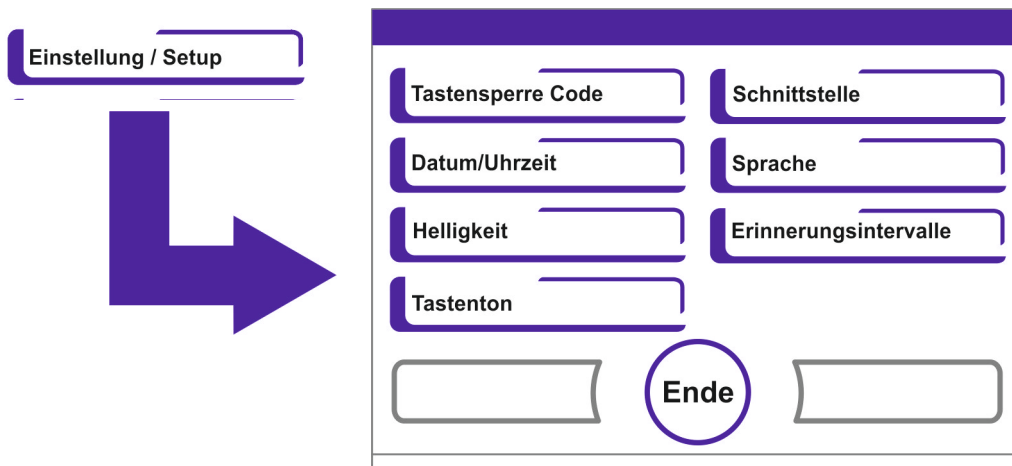 Einstellung / Setup
Tastensperre Code
Schnittstelle
Datum/Uhrzeit
Sprache
Helligkeit
Erinnerungsintervalle
Tastenton
Ende